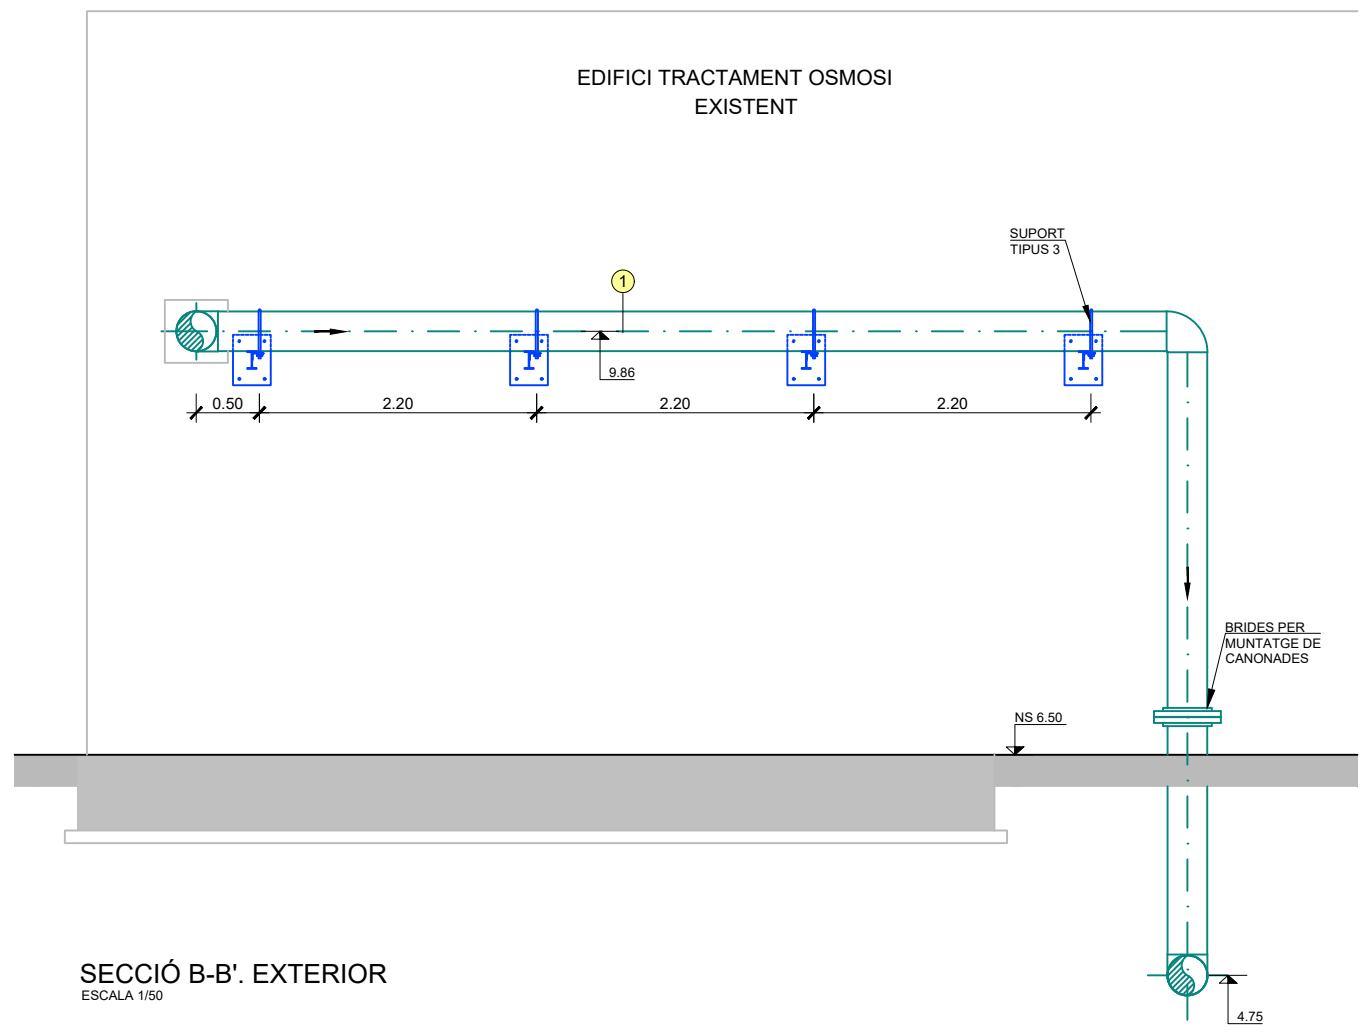 EDIFICI TRACTAMENT OSMOSI
EXISTENT
SUPORT
TIPUS 3
1
9.86
0.50
2.20
2.20
2.20
BRIDES PER
MUNTATGE DE
CANONADES
NS 6.50
SECCIÓ B-B'. EXTERIOR
ESCALA 1/50
4.75